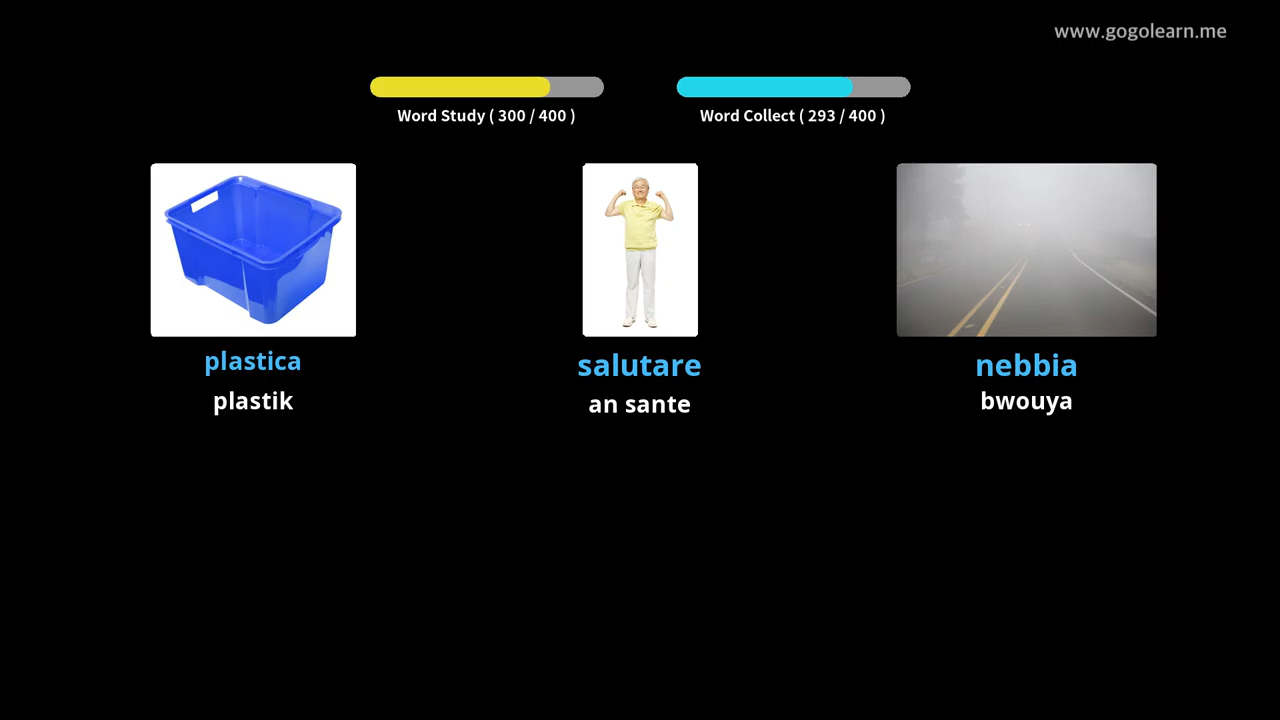 www.gogolearn.me
Word Study ( 300 / 400 )
Word Collect ( 293 / 400 )
plastica
plastik
salutare
an sante
nebbia
bwouya